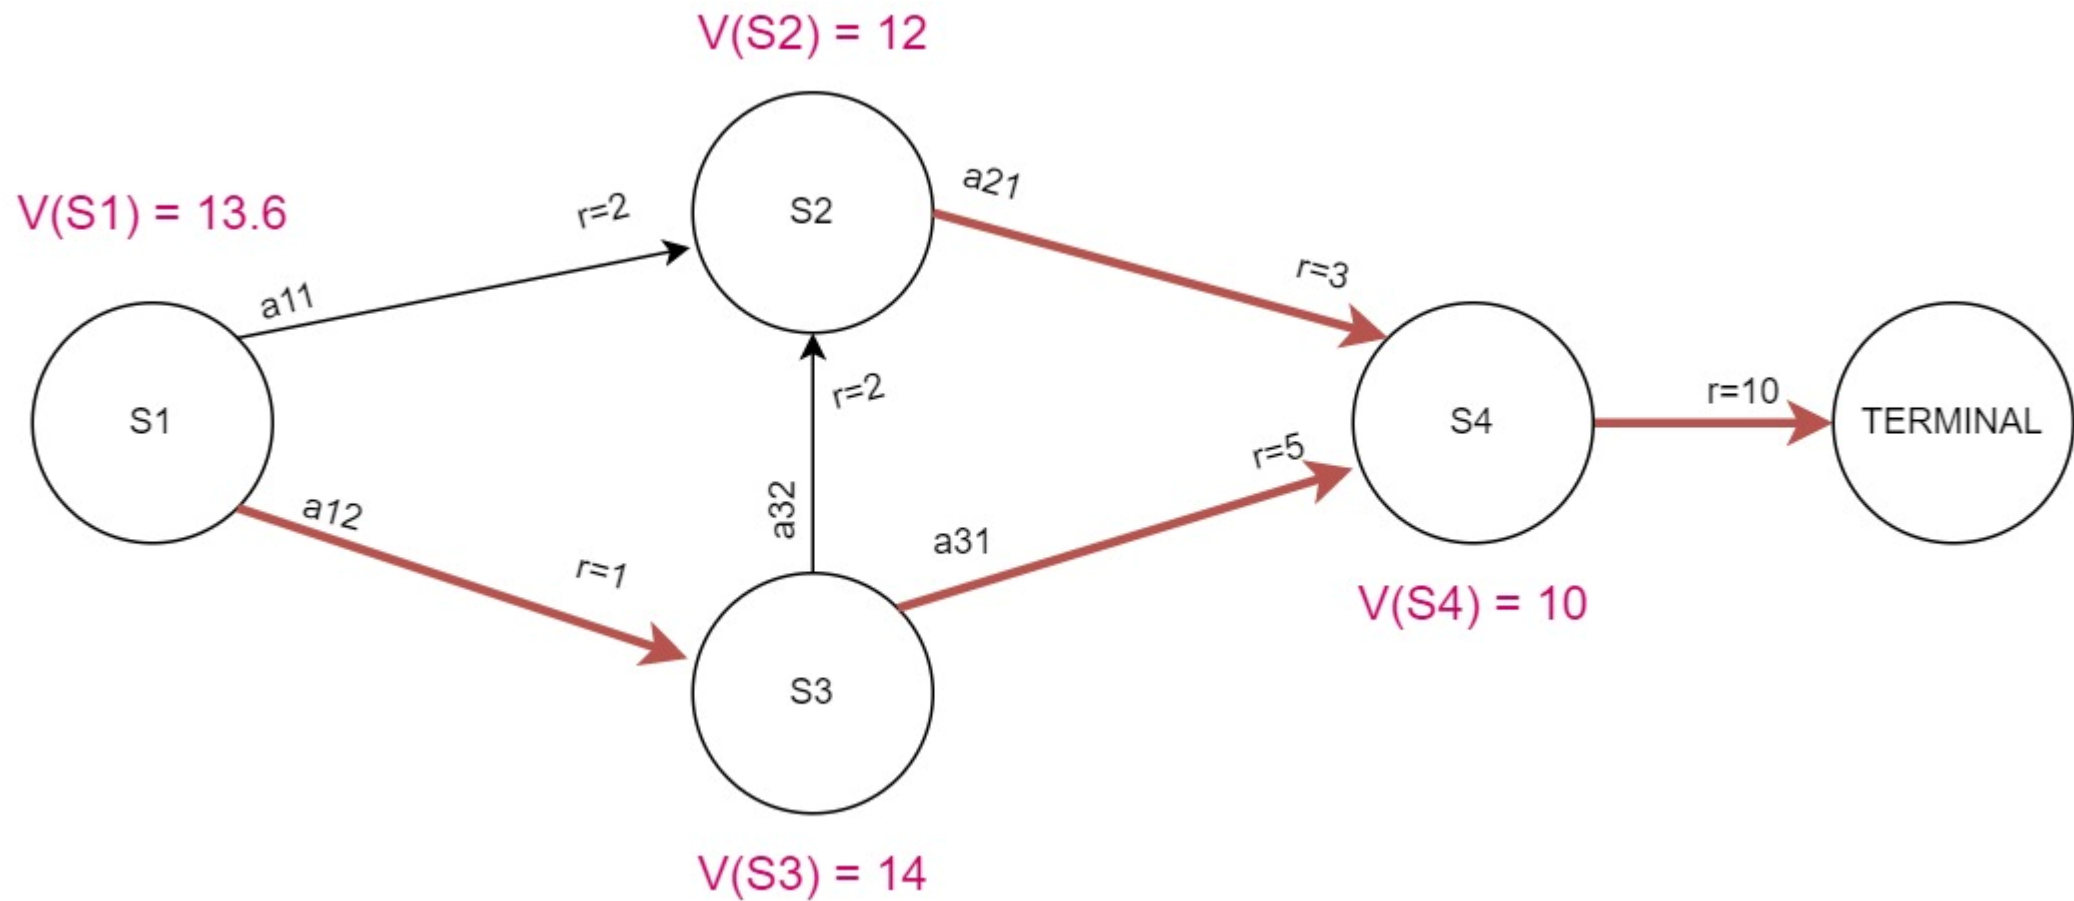 V(S2) = 12
a21
r=2
V(S1) = 13.6
S2
r=3
a11
r=2
r=10
S1
S4
TERMINAL
r=5
a32
a12
a31
r=1
V(S4) = 10
S3
V(S3) = 14